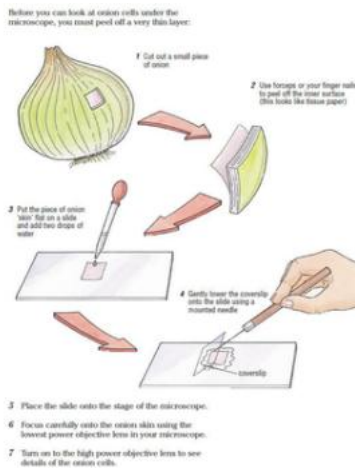 Before you can look at onion cells under the
microscope, you must peel off a very thin layer:
1 Cut out a small piece
of onion
2 Use forceps or your finger nails
to peel off the inner surface
(this looks like tissue paper)
3 Put the piece of onion
'skin' flat on a slide
and add two drops of
water
4 Gently lower the coverslip
onto the slide using a
mounted needle
coverslip
5 Place the slide onto the stage of the microscope.
6 Focus carefully onto the onion skin using the
lowest power objective lens in your microscope.
7 Turn on to the high power objective lens to see
details of the onion cells.